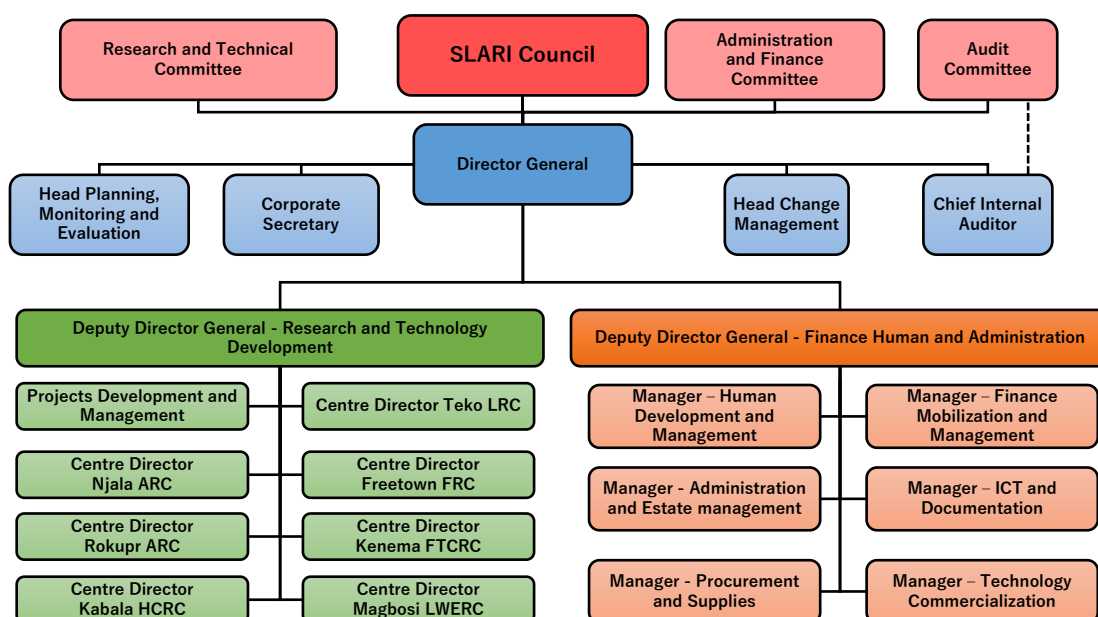 Research and Technical
Committee
SLARI Council
Administration
and Finance
Committee
Audit
Committee
Director General
Head Planning,
Monitoring and
Evaluation
Corporate
Secretary
Head Change
Management
Chief Internal
Auditor
Deputy Director General - Research and Technology
Development
Deputy Director General - Finance Human and Administration
Projects Development and
Management
Centre Director Teko LRC
Manager – Human
Development and
Management
Manager – Finance
Mobilization and
Management
Centre Director
Njala ARC
Centre Director
Freetown FRC
Manager - Administration
and Estate management
Manager – ICT and
Documentation
Centre Director
Rokupr ARC
Centre Director
Kenema FTCRC
Centre Director
Kabala HCRC
Centre Director
Magbosi LWERC
Manager - Procurement
and Supplies
Manager – Technology
Commercialization